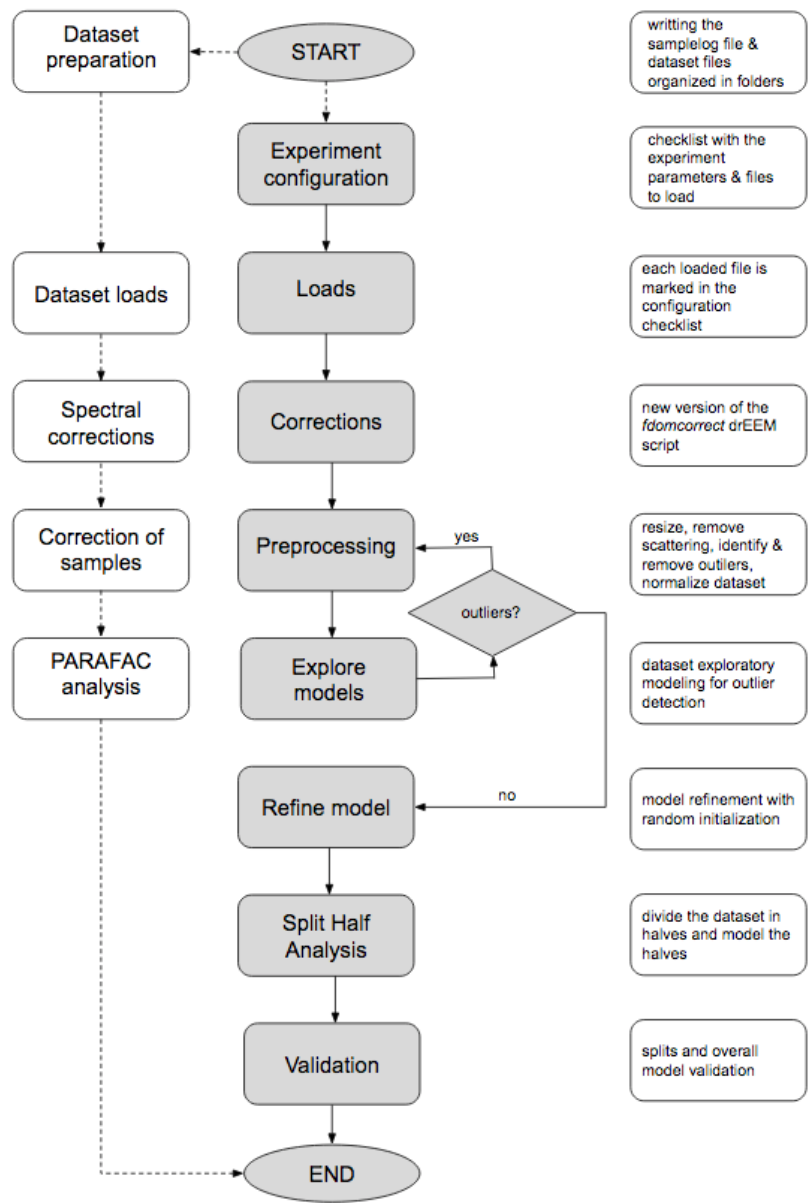 Dataset
preparation
START
writting the
samplelog file &
dataset files
organized in folders
Experiment
configuration
checklist with the
experiment
parameters & files
to load
Dataset loads
Loads
each loaded file is
marked in the
configuration
checklist
Spectral
corrections
Corrections
new version of the
fdomcorrect drEEM
script
Correction of
samples
Preprocessing
yes
resize, remove
scattering, identify &
remove outilers,
normalize dataset
outliers?
PARAFAC
analysis
Explore
models
dataset exploratory
modeling for outlier
detection
Refine model
no
model refinement with
random initialization
Split Half
Analysis
divide the dataset in
halves and model the
halves
Validation
splits and overall
model validation
END